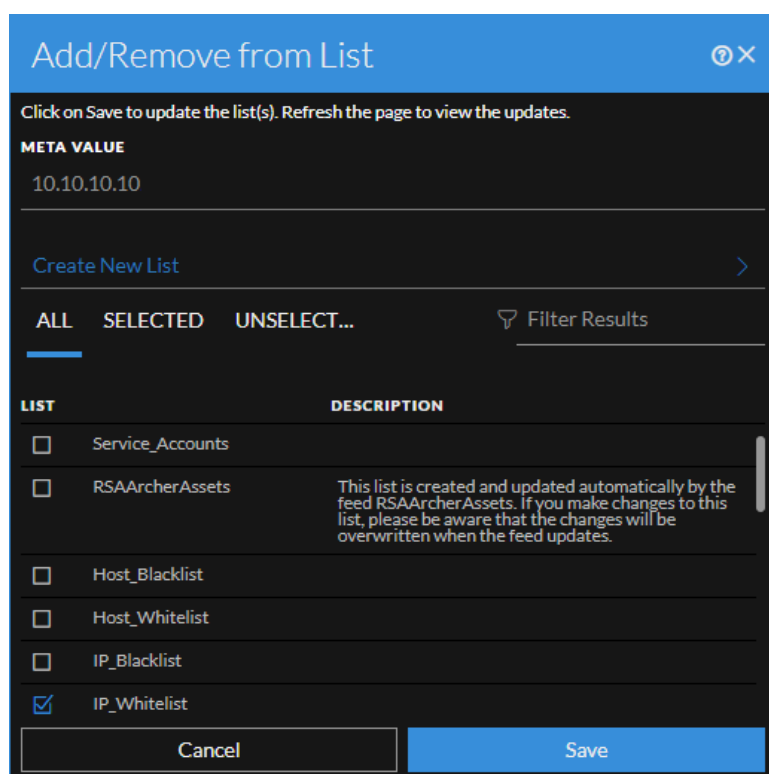 Add/Remove from List
Click on Save to update the list(s). Refresh the page to view the updates.
META VALUE
10.10.10.10
Create New List
ALL SELECTED UNSELECT... Filter Results
LIST DESCRIPTION
Service_Accounts
RSAArcherAssets This list is created and updated automatically by the
feed RSAArcherAssets. If you make changes to this
list, please be aware that the changes will be
overwritten when the feed updates.
Host_Blacklist
Host_Whitelist
IP_Blacklist
IP_Whitelist
Cancel Save